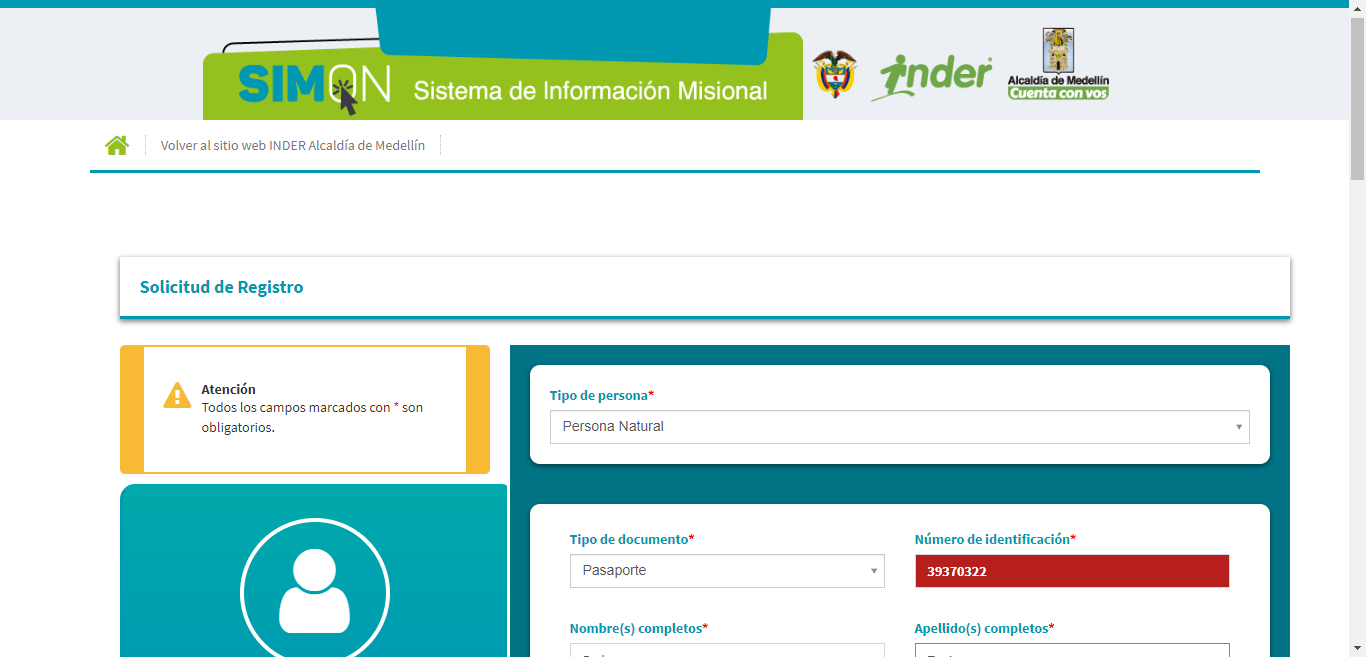 SIMON Sistema de Información Misional
inder
Alcaldía de Medellín
Cuenta con vos
Volver al sitio web INDER Alcaldía de Medellín
Solicitud de Registro
Atención
Todos los campos marcados con * son
obligatorios.
Tipo de persona*
Persona Natural
Tipo de documento*
Número de identificación*
Pasaporte
39370322
Nombre(s) completos*
Apellido(s) completos*